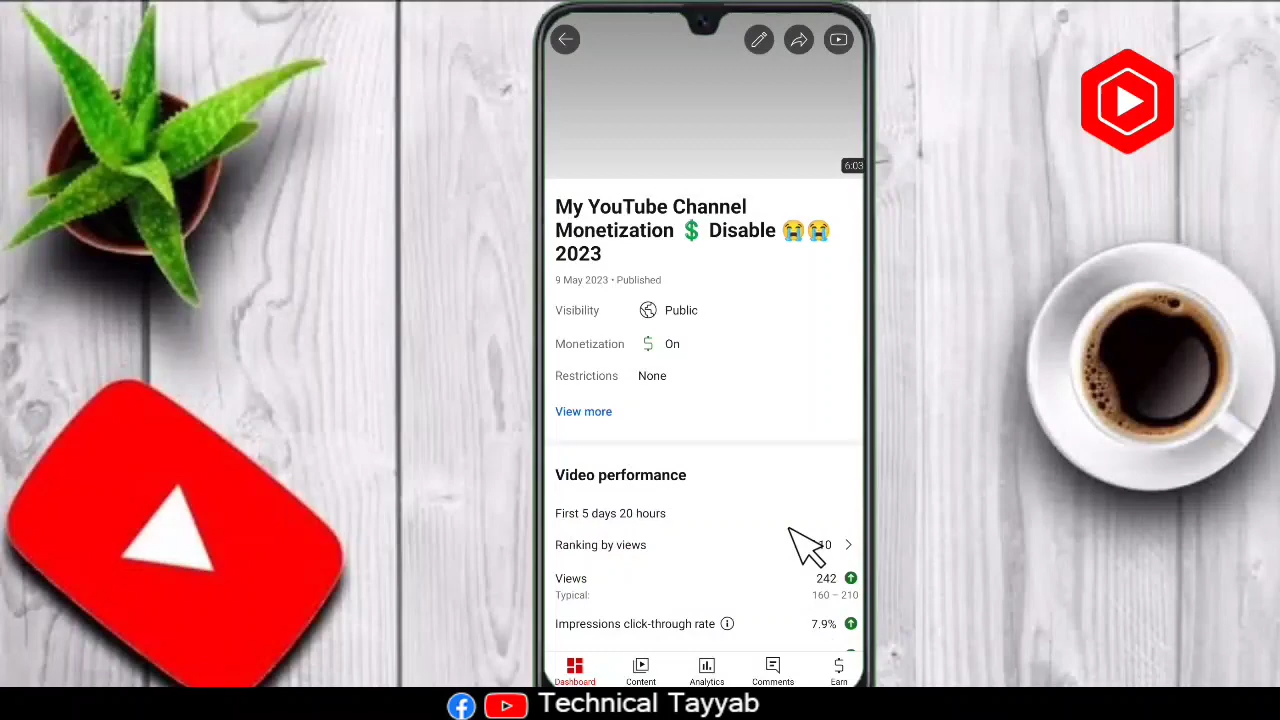 6:03
My YouTube Channel
Monetization 💲 Disable 😭😭
2023
9 May 2023 • Published
Visibility Public
Monetization On
Restrictions None
View more
Video performance
First 5 days 20 hours
Ranking by views
Views 242
Typical: 160 – 210
Impressions click-through rate 7.9%
Dashboard Content Analytics Comments Earn
Technical Tayyab